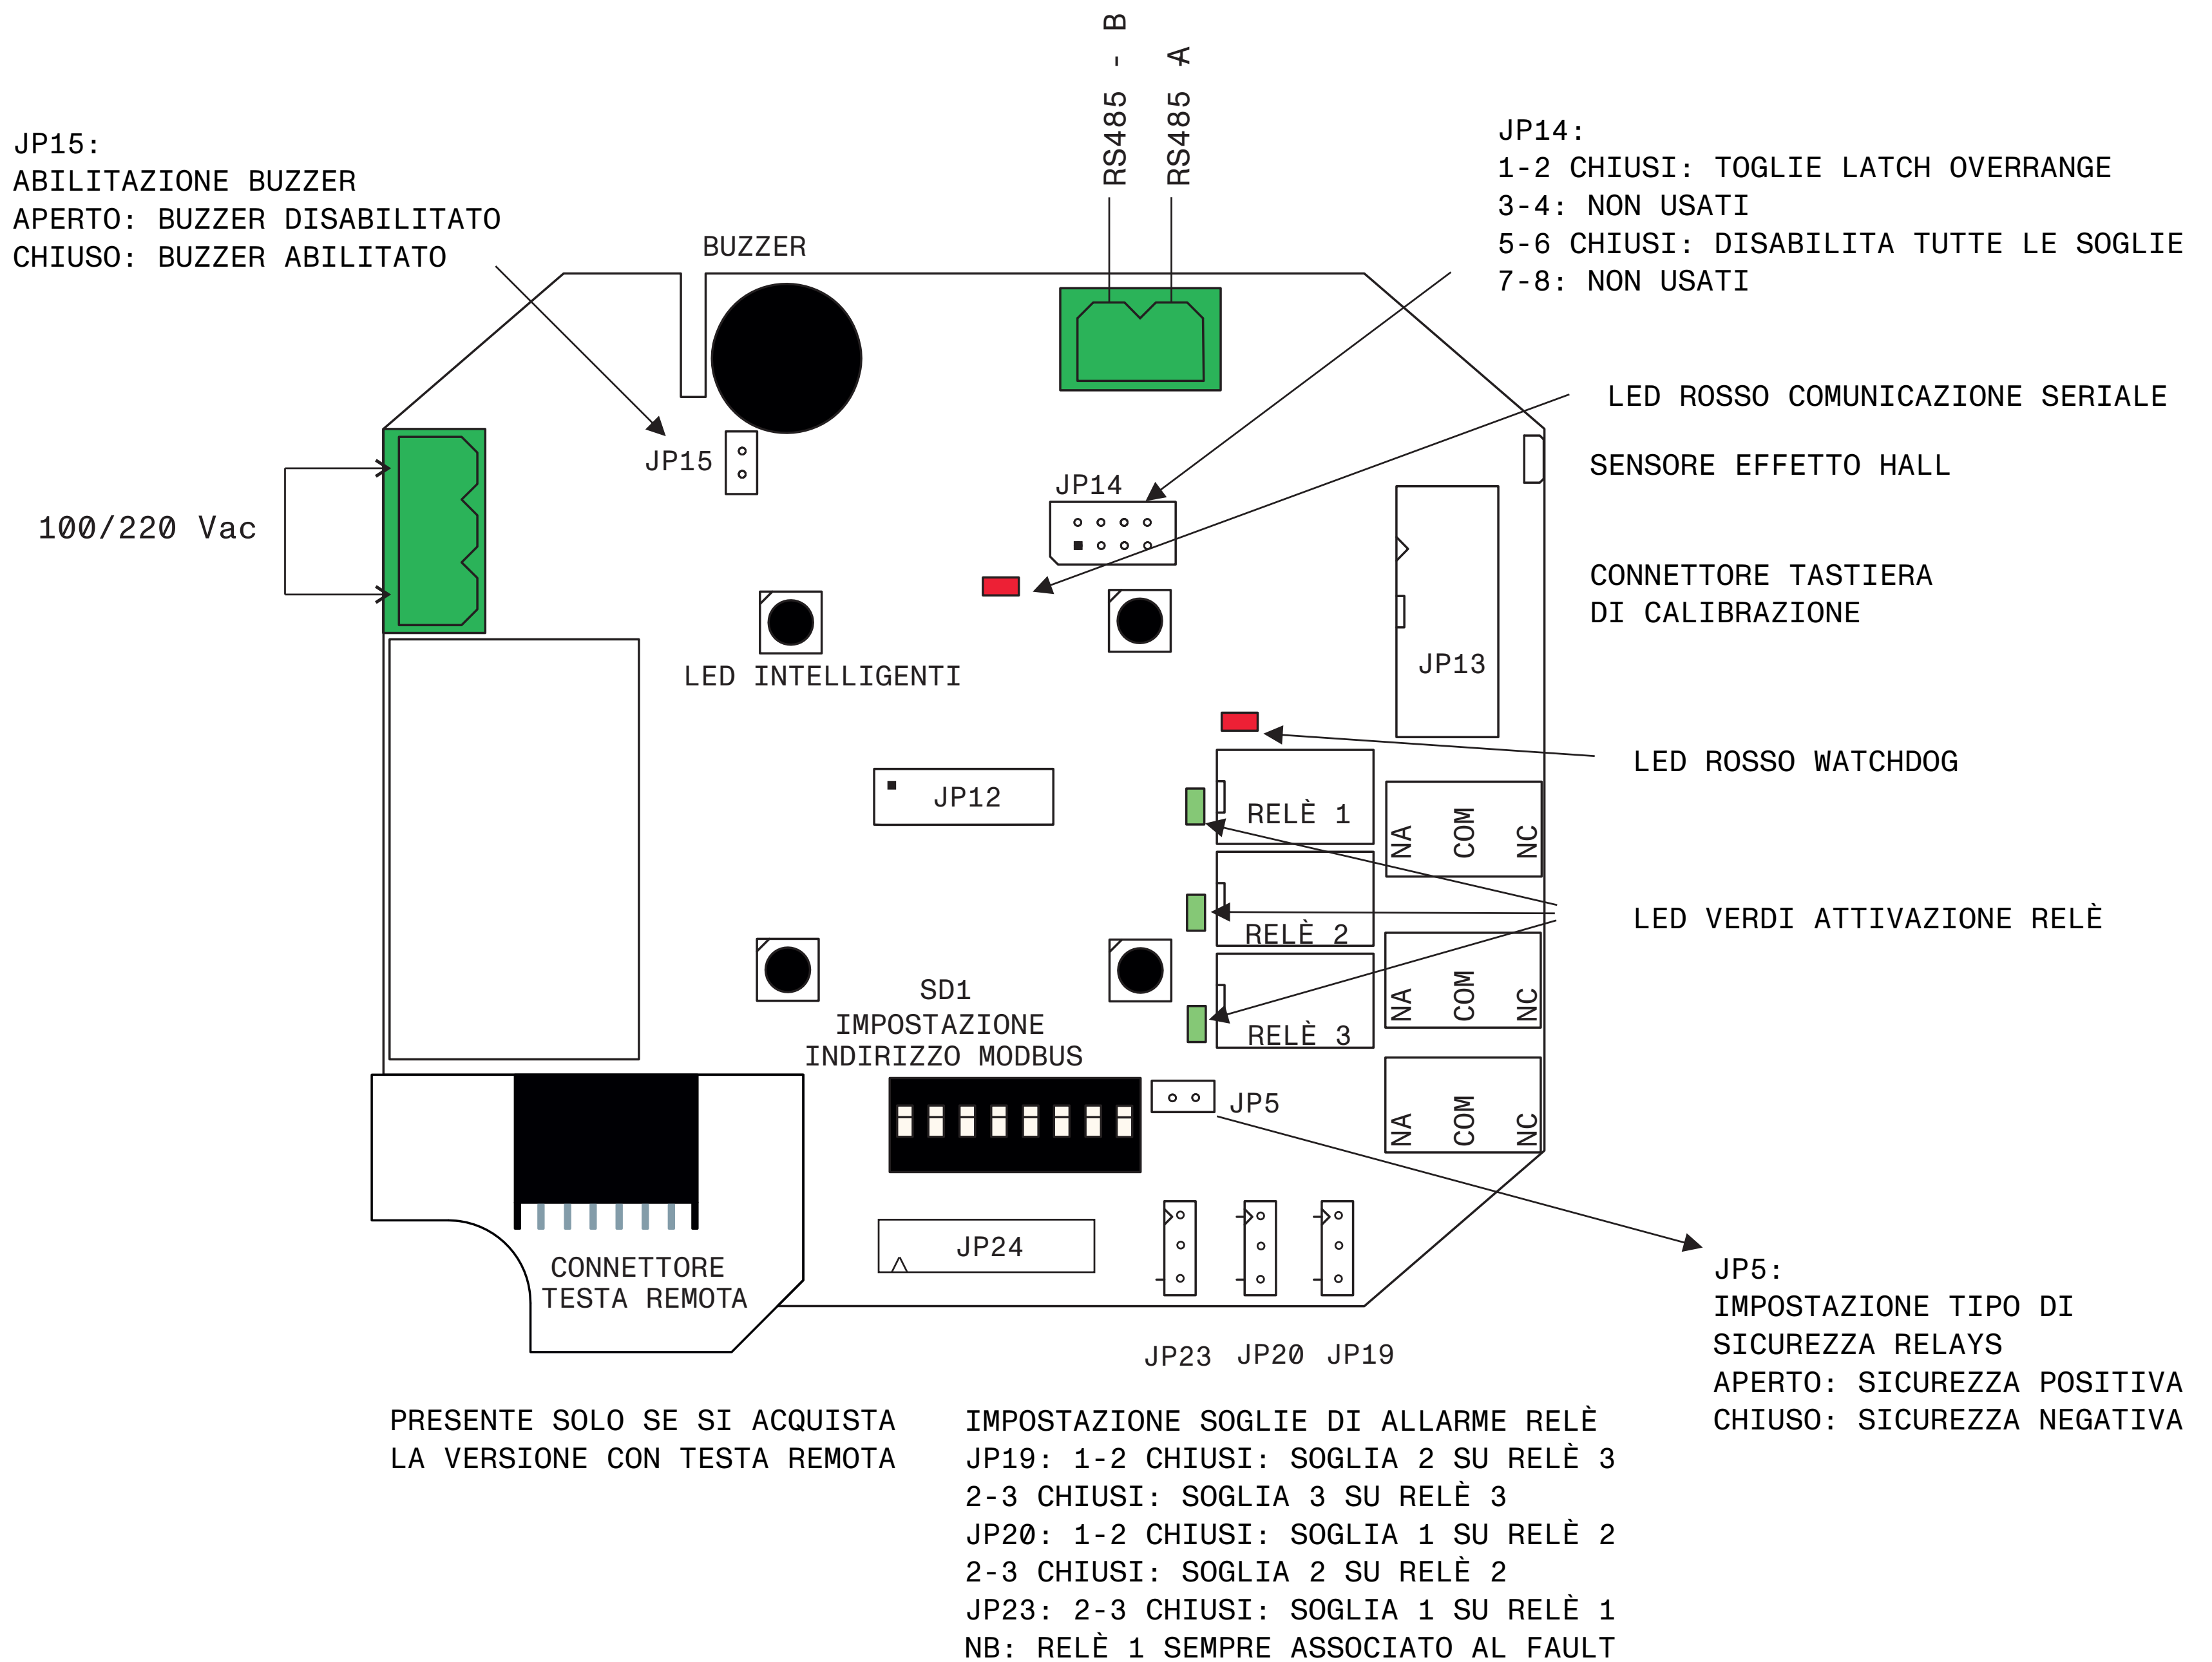 RS485 - B
RS485 A
JP15:
ABILITAZIONE BUZZER
APERTO: BUZZER DISABILITATO
CHIUSO: BUZZER ABILITATO
BUZZER
JP14:
1-2 CHIUSI: TOGLIE LATCH OVERRANGE
3-4: NON USATI
5-6 CHIUSI: DISABILITA TUTTE LE SOGLIE
7-8: NON USATI
LED ROSSO COMUNICAZIONE SERIALE
JP15
JP14
SENSORE EFFETTO HALL
100/220 Vac
CONNETTORE TASTIERA
DI CALIBRAZIONE
LED INTELLIGENTI
JP13
LED ROSSO WATCHDOG
JP12
RELÈ 1
NA
COM
NC
LED VERDI ATTIVAZIONE RELÈ
RELÈ 2
NA
COM
NC
SD1
IMPOSTAZIONE
INDIRIZZO MODBUS
RELÈ 3
JP5
NA
COM
NC
JP24
CONNETTORE
TESTA REMOTA
JP23
JP20
JP19
JP5:
IMPOSTAZIONE TIPO DI
SICUREZZA RELAYS
APERTO: SICUREZZA POSITIVA
CHIUSO: SICUREZZA NEGATIVA
PRESENTE SOLO SE SI ACQUISTA
LA VERSIONE CON TESTA REMOTA
IMPOSTAZIONE SOGLIE DI ALLARME RELÈ
JP19: 1-2 CHIUSI: SOGLIA 2 SU RELÈ 3
2-3 CHIUSI: SOGLIA 3 SU RELÈ 3
JP20: 1-2 CHIUSI: SOGLIA 1 SU RELÈ 2
2-3 CHIUSI: SOGLIA 2 SU RELÈ 2
JP23: 2-3 CHIUSI: SOGLIA 1 SU RELÈ 1
NB: RELÈ 1 SEMPRE ASSOCIATO AL FAULT